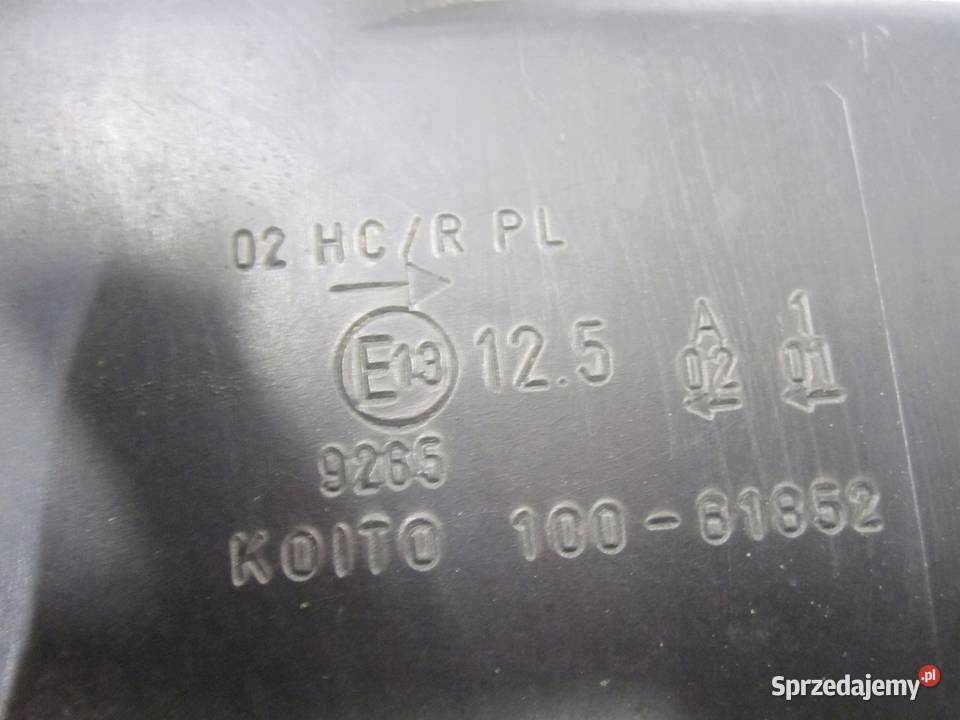 02 HC/R PL
→
E13 12.5 A 02 ← 1 01 ←
9265
KOITO 100-61852
Sprzedajemy.pl